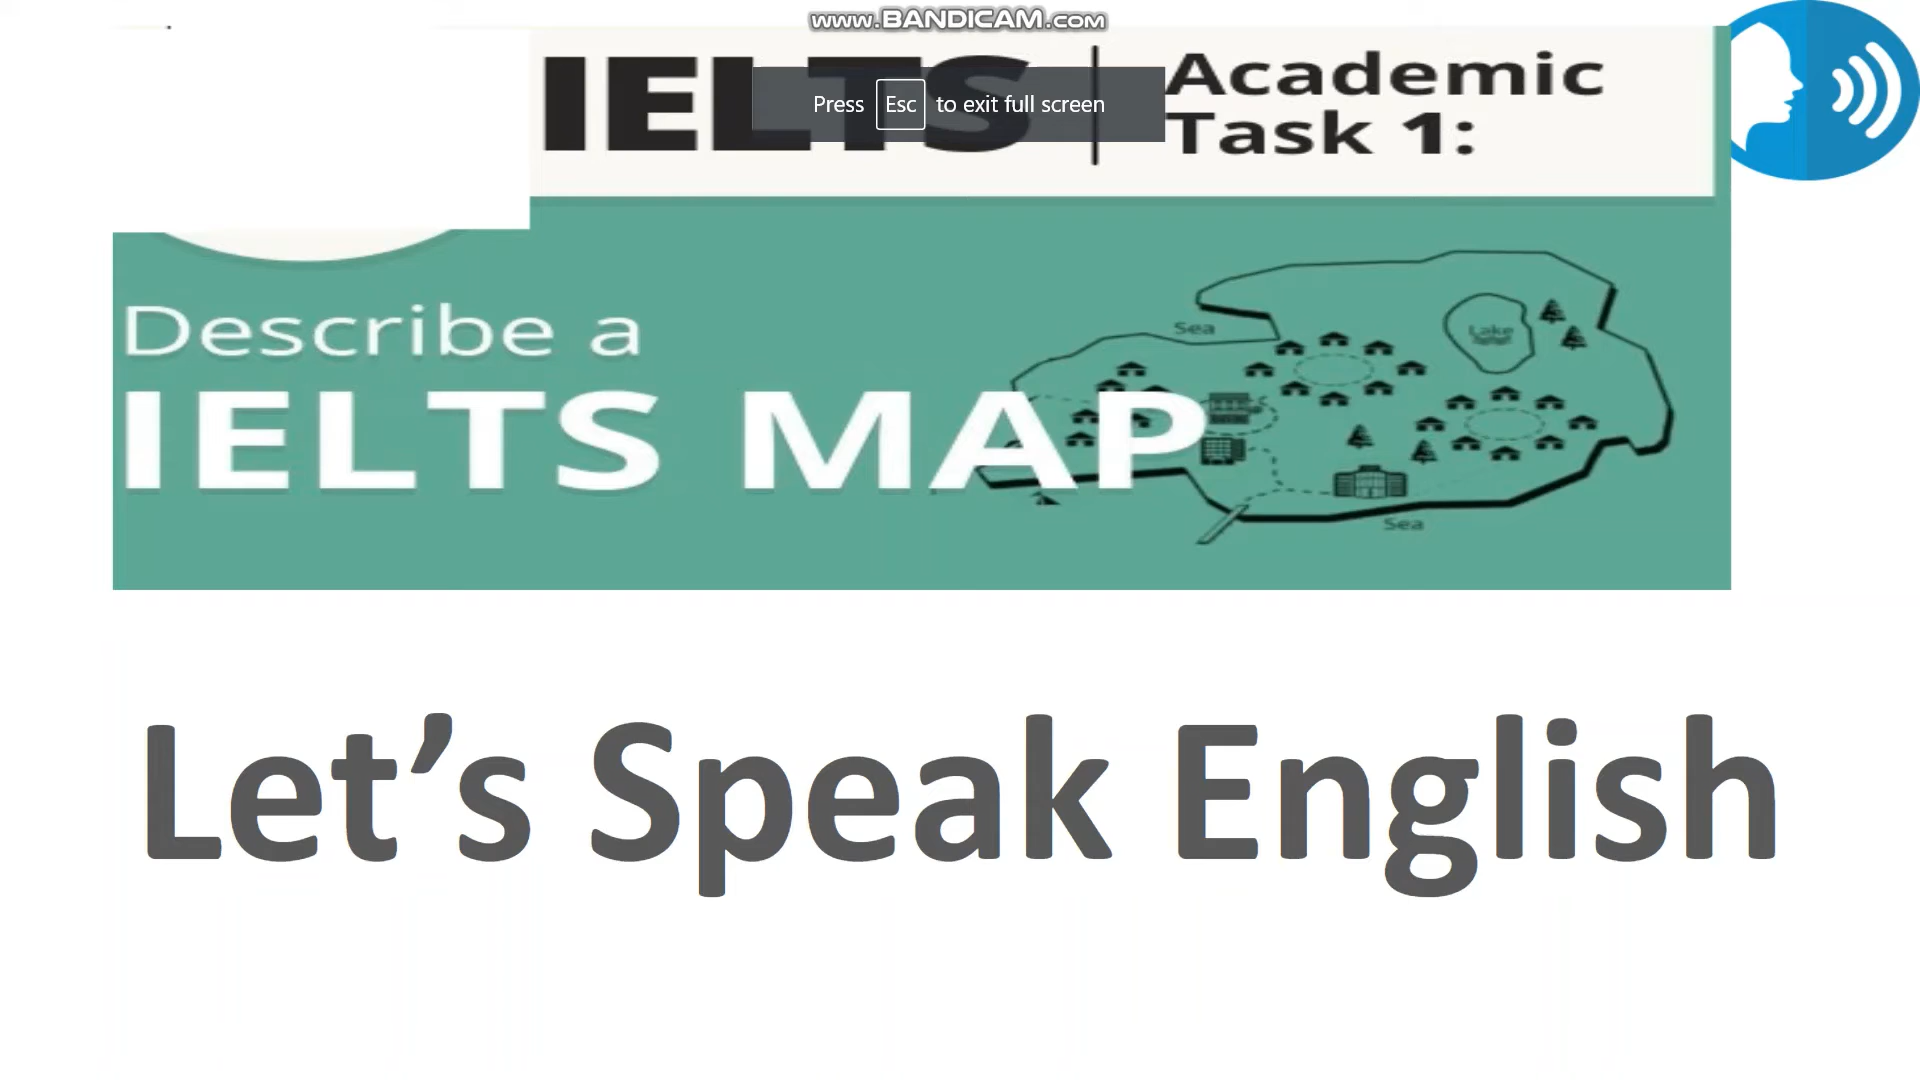 www.BANDICAM.com
IELTS
Academic
Task 1:
Press Esc to exit full screen
Describe a
IELTS MAP
Sea
Lake
Sea
Let’s Speak English